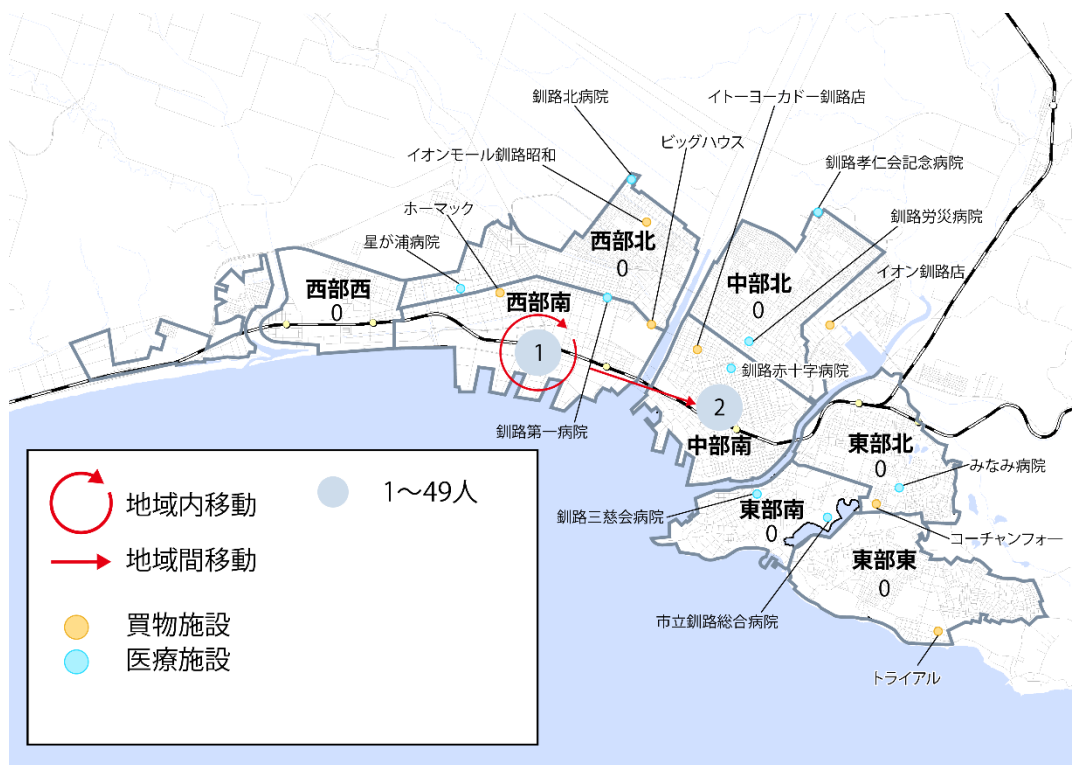 釧路北病院
イトーヨーカドー釧路店
ビッグハウス
イオンモール釧路昭和
釧路孝仁会記念病院
ホーマック
釧路労災病院
星が浦病院
西部北
0
イオン釧路店
中部北
0
西部西
0
西部南
1
釧路赤十字病院
2
釧路第一病院
中部南
東部北
0
みなみ病院
釧路三慈会病院
東部南
0
コーチャンフォー
東部東
0
市立釧路総合病院
トライアル
地域内移動
1～49人
地域間移動
買物施設
医療施設